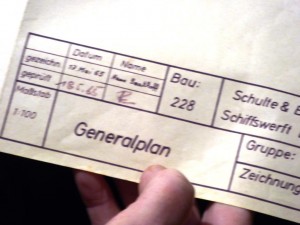 Datum
Name
Bau:
Schulte &
gezeichn.
geprüft
228
Schiffswerft
Maßstab
1:100
Generalplan
Gruppe:
Zeichnung